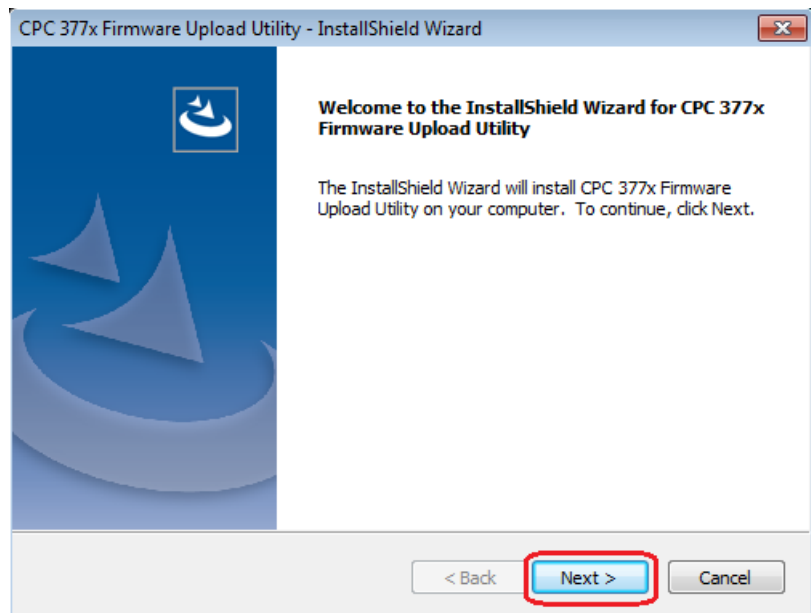 CPC 377x Firmware Upload Utility - InstallShield Wizard
Welcome to the InstallShield Wizard for CPC 377x
Firmware Upload Utility
The InstallShield Wizard will install CPC 377x Firmware
Upload Utility on your computer. To continue, click Next.
< Back
Next >
Cancel